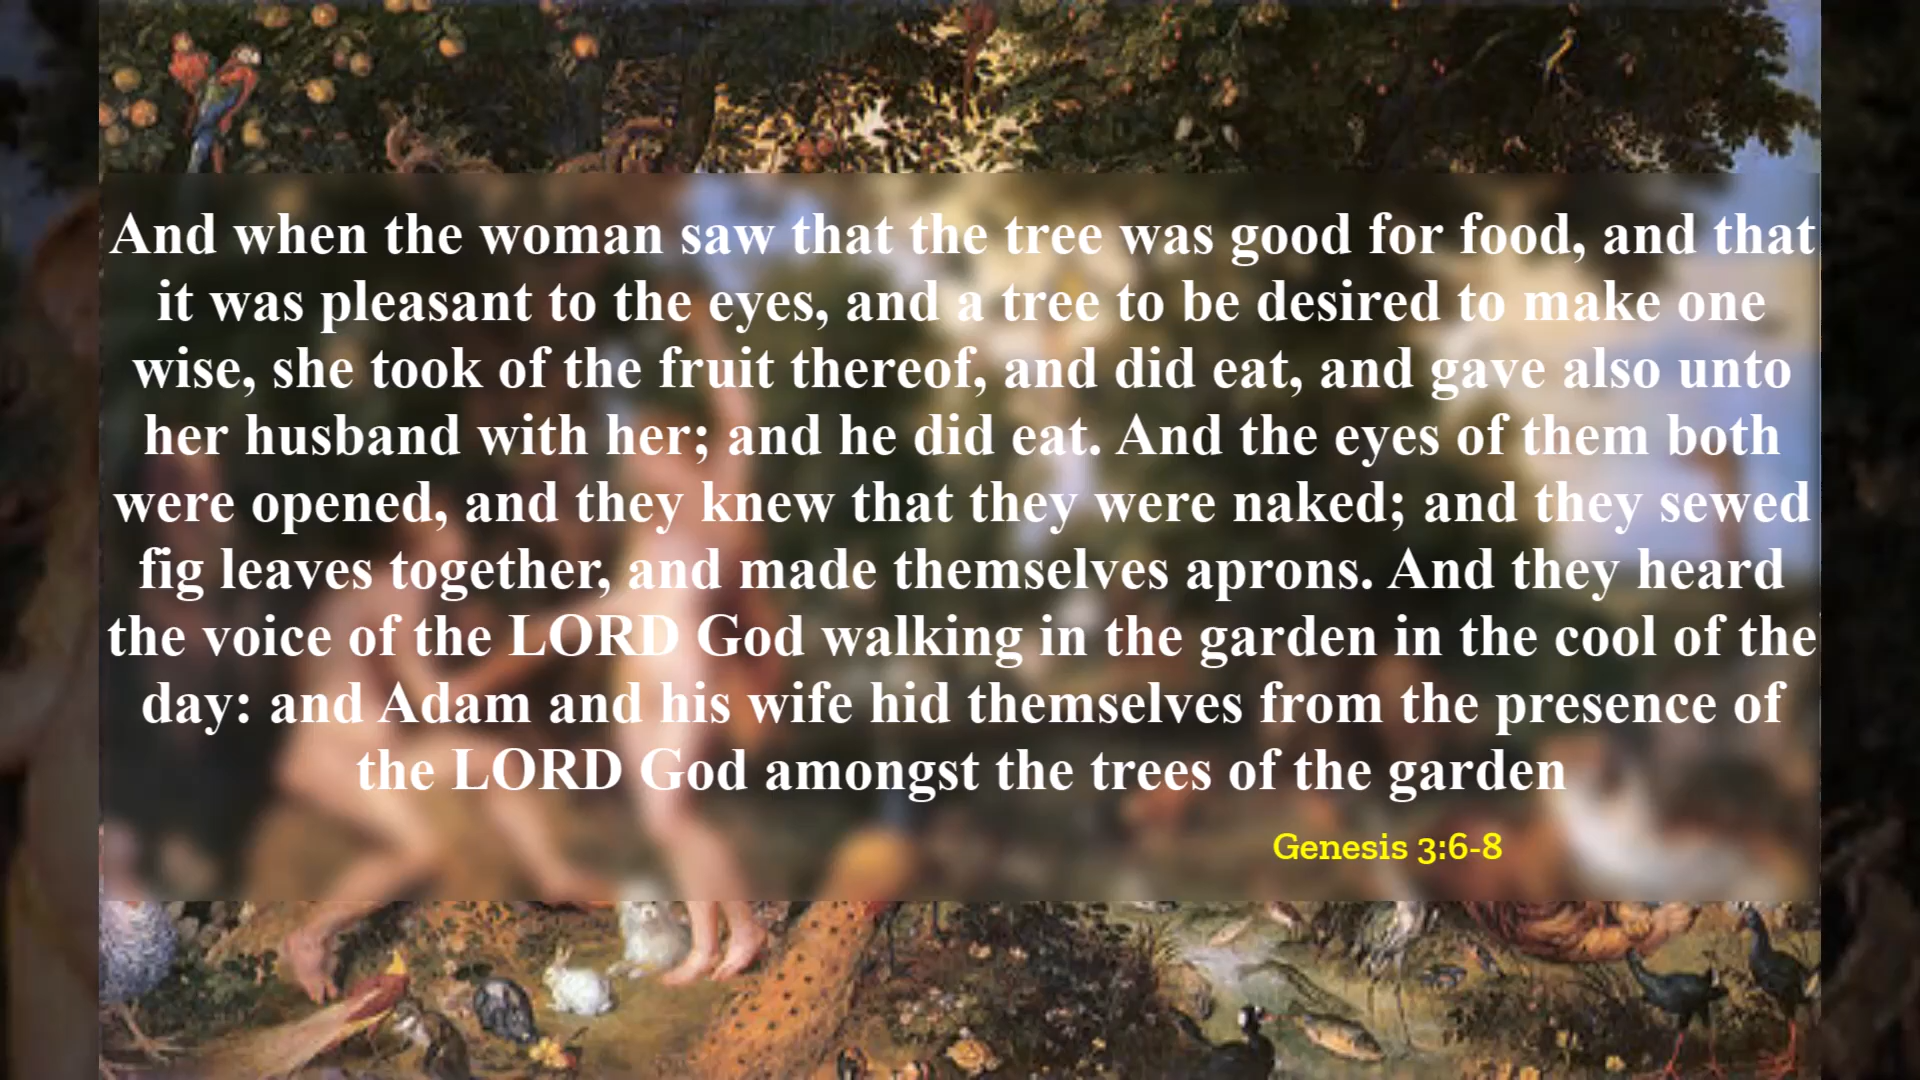 And when the woman saw that the tree was good for food, and that
it was pleasant to the eyes, and a tree to be desired to make one
wise, she took of the fruit thereof, and did eat, and gave also unto
her husband with her; and he did eat. And the eyes of them both
were opened, and they knew that they were naked; and they sewed
fig leaves together, and made themselves aprons. And they heard
the voice of the LORD God walking in the garden in the cool of the
day: and Adam and his wife hid themselves from the presence of
the LORD God amongst the trees of the garden
Genesis 3:6-8